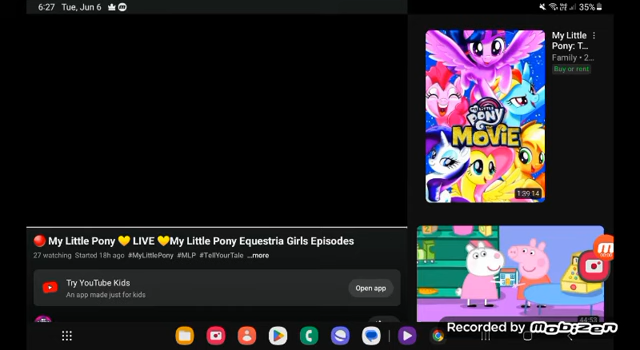 6:27 Tue, Jun 6
35%
My Little
Pony: T...
Family • 2...
Buy or rent
MY LITTLE
PONY
THE
MOVIE
1:39:14
My Little Pony 💛 LIVE 💛My Little Pony Equestria Girls Episodes
27 watching Started 18h ago #MyLittlePony #MLP #TellYourTale ...more
Try YouTube Kids
An app made just for kids
Open app
44:53
Recorded by mobizen